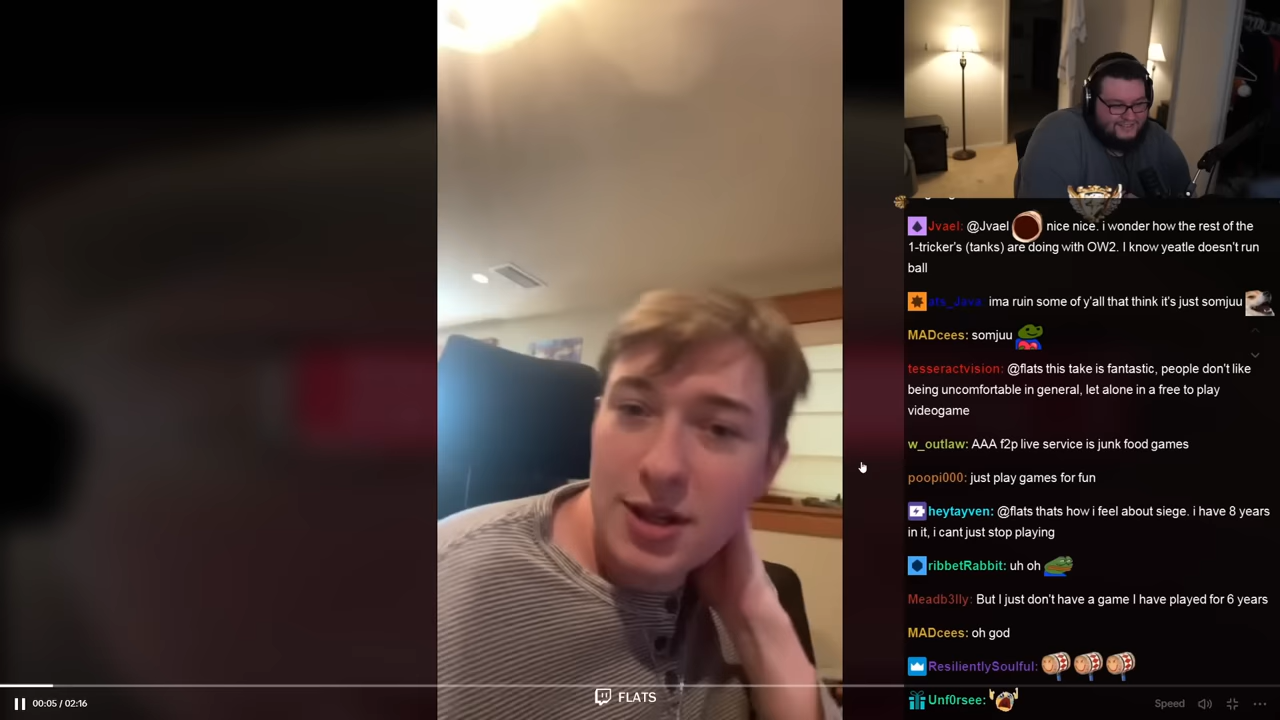 Jvael: @Jvael nice nice. i wonder how the rest of the
1-tricker's (tanks) are doing with OW2. I know yeatle doesn't run
ball
ats_Java: ima ruin some of y'all that think it's just somjuu
MADcees: somjuu
tesseractvision: @flats this take is fantastic, people don't like
being uncomfortable in general, let alone in a free to play
videogame
w_outlaw: AAA f2p live service is junk food games
poopi000: just play games for fun
heytayven: @flats thats how i feel about siege. i have 8 years
in it, i cant just stop playing
ribbetRabbit: uh oh
Meadb3lly: But I just don't have a game I have played for 6 years
MADcees: oh god
ResilientlySoulful:
Unf0rsee:
00:05 / 02:16
FLATS
Speed